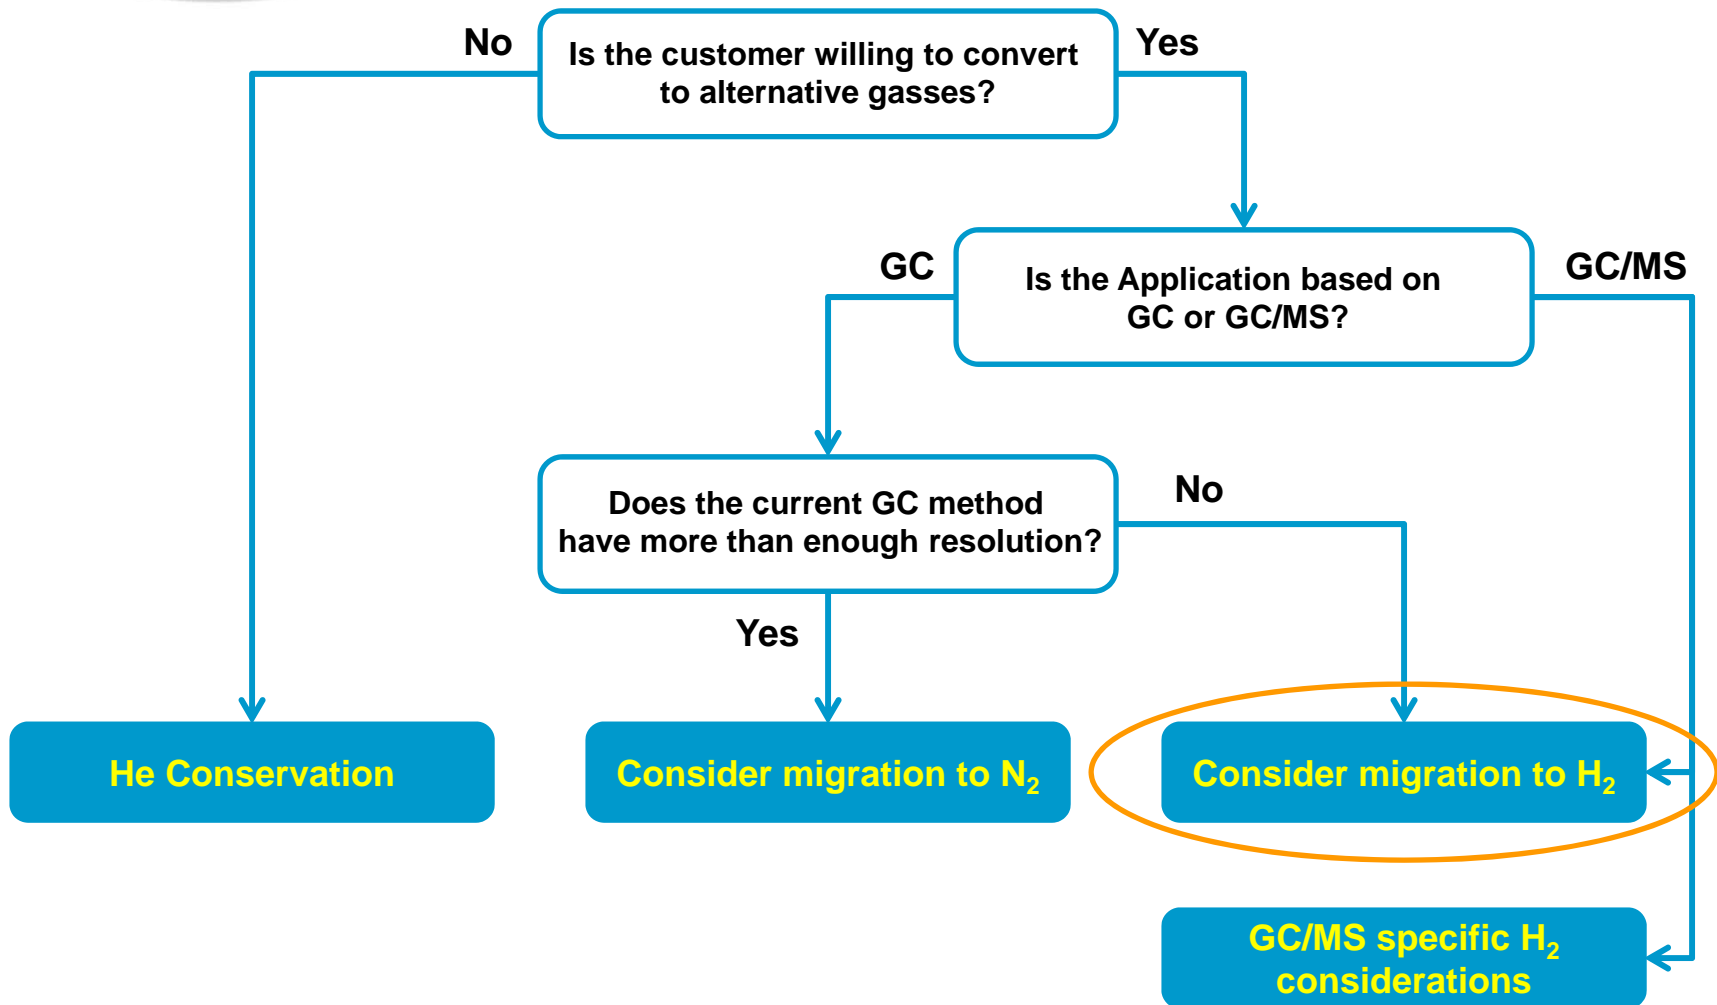 No
Is the customer willing to convert
to alternative gasses?
Yes
GC
Is the Application based on
GC or GC/MS?
GC/MS
Does the current GC method
have more than enough resolution?
No
Yes
He Conservation
Consider migration to N₂
Consider migration to H₂
GC/MS specific H₂
considerations